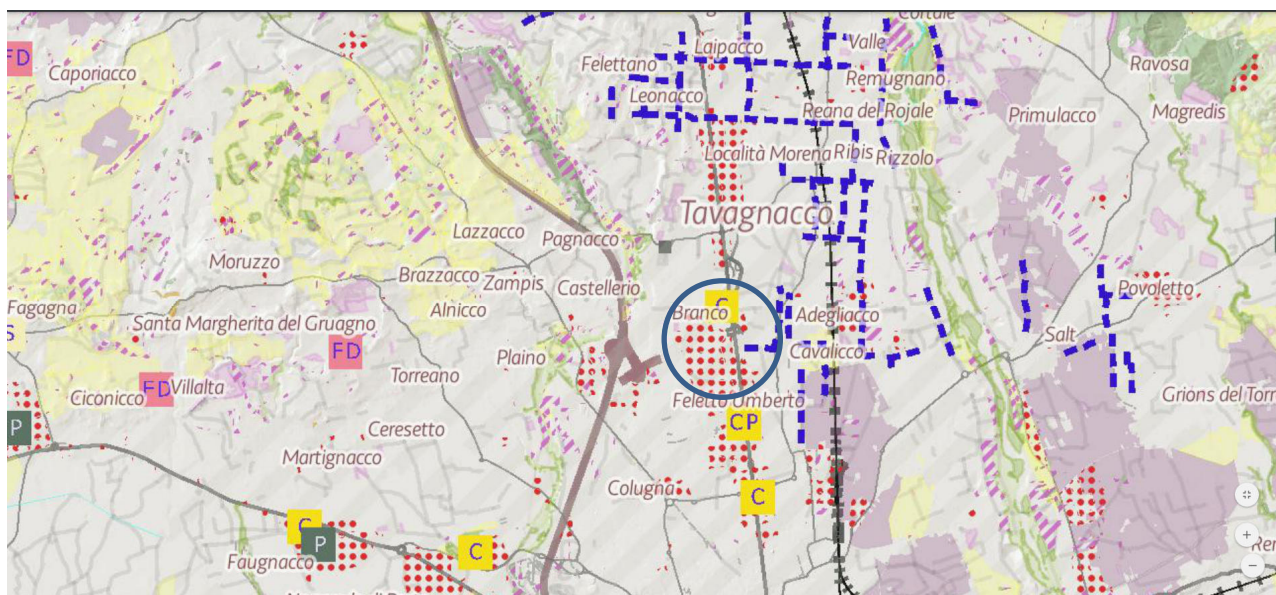 Cortale
Laipacco
Valle
FD
Felettano
Ravosa
Caporiacco
Remugnano
Leonacco
Reana del Rojale
Primulacco
Magredis
Località Morena
Ribis
Rizzolo
Tavagnacco
Lazzacco
Pagnacco
Moruzzo
Brazzacco
Zampis
Castellerio
Povoletto
Fagagna
Alnicco
C
Branco
Adegliacco
Santa Margherita del Gruagno
S
Salt
FD
Plaino
Cavalicco
Torreano
FD
Villalta
Ciconicco
Grions del Torr
Feletto Umberto
P
Ceresetto
CP
Martignacco
Colugna
C
C
P
C
Faugnacco